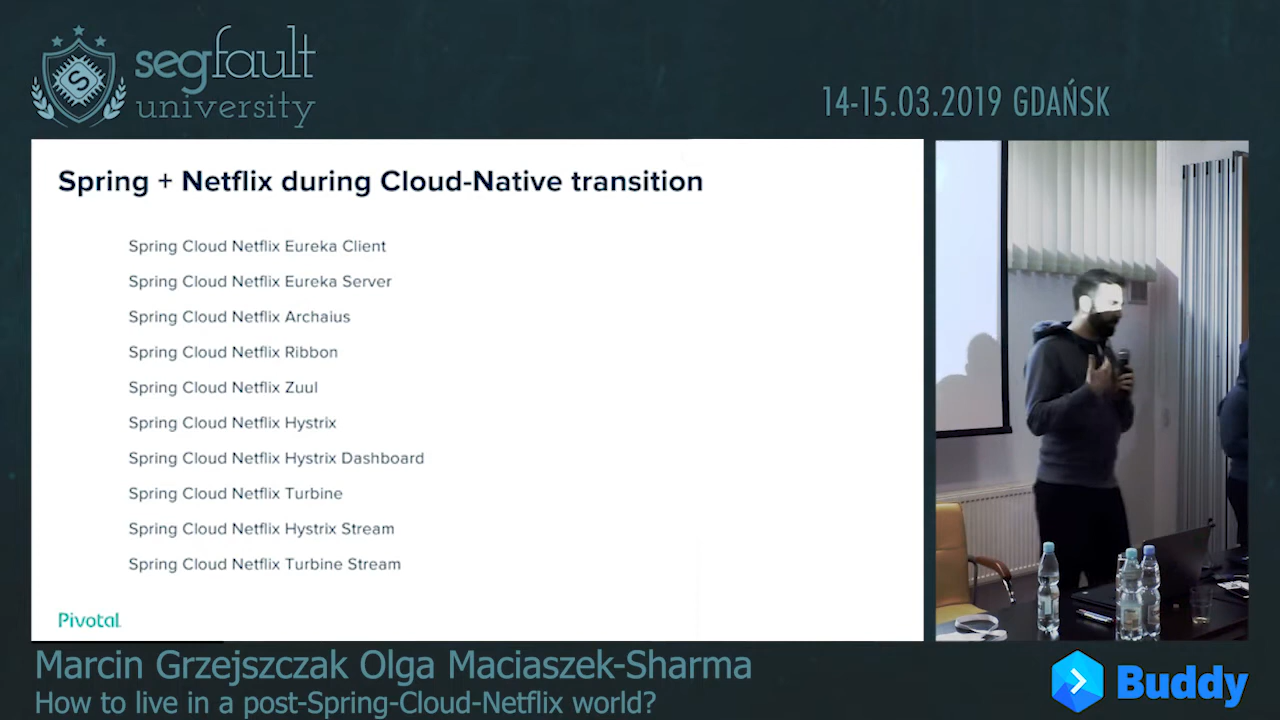 segfault
university
14-15.03.2019 GDAŃSK
Spring + Netflix during Cloud-Native transition
Spring Cloud Netflix Eureka Client
Spring Cloud Netflix Eureka Server
Spring Cloud Netflix Archaius
Spring Cloud Netflix Ribbon
Spring Cloud Netflix Zuul
Spring Cloud Netflix Hystrix
Spring Cloud Netflix Hystrix Dashboard
Spring Cloud Netflix Turbine
Spring Cloud Netflix Hystrix Stream
Spring Cloud Netflix Turbine Stream
Pivotal
Marcin Grzejszczak Olga Maciaszek-Sharma
How to live in a post-Spring-Cloud-Netflix world?
Buddy